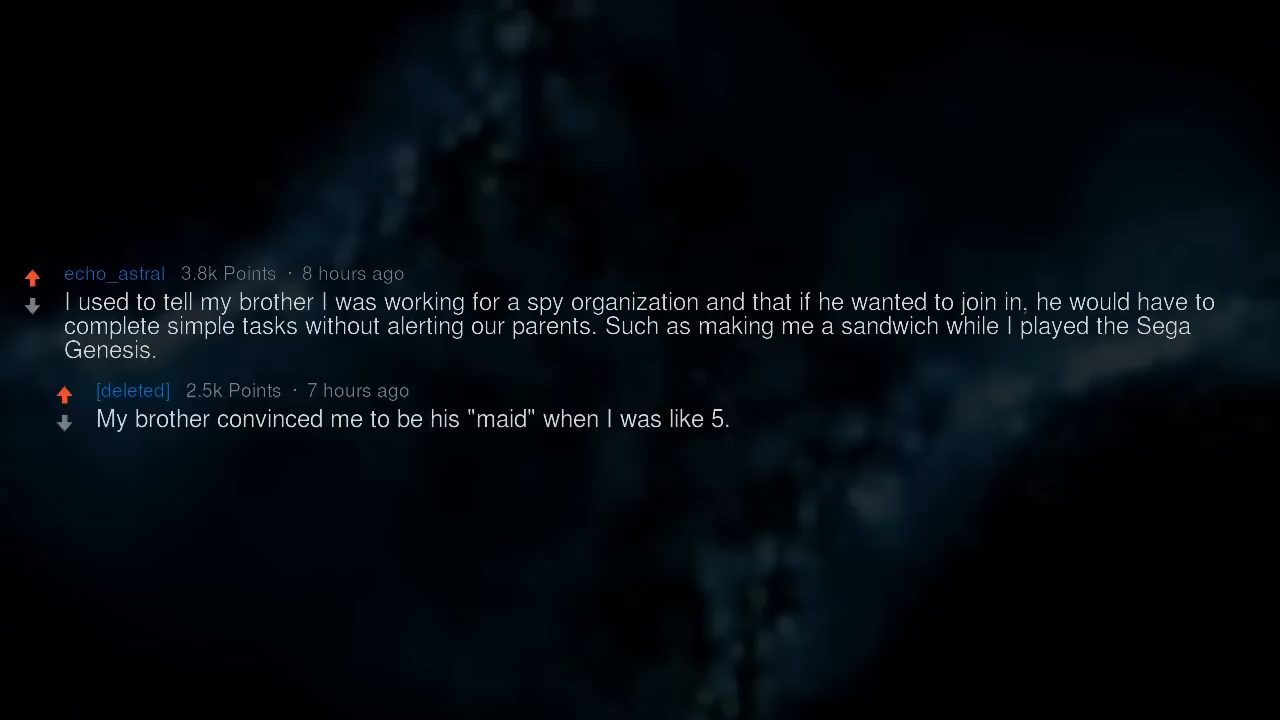 echo_astral 3.8k Points · 8 hours ago
I used to tell my brother I was working for a spy organization and that if he wanted to join in, he would have to
complete simple tasks without alerting our parents. Such as making me a sandwich while I played the Sega
Genesis.
[deleted] 2.5k Points · 7 hours ago
My brother convinced me to be his "maid" when I was like 5.